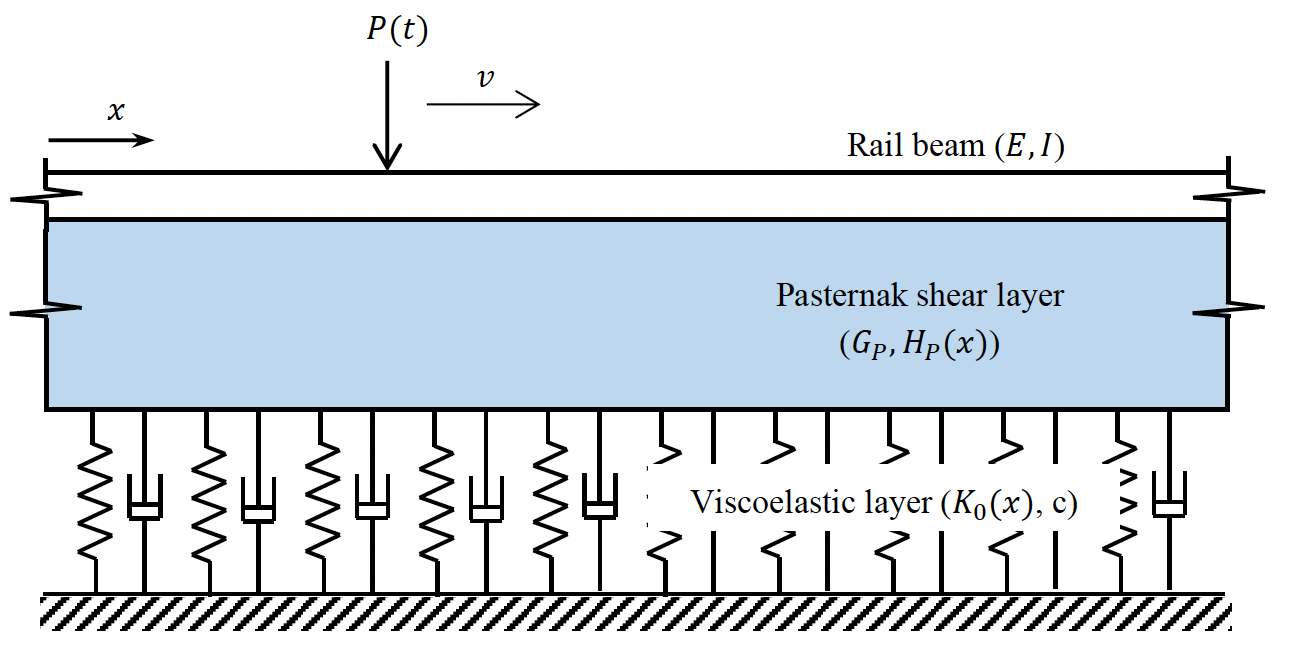 P(t)
v
x
Rail beam (E, I)
Pasternak shear layer
(G_P, H_P(x))
Viscoelastic layer (K_0(x), c)